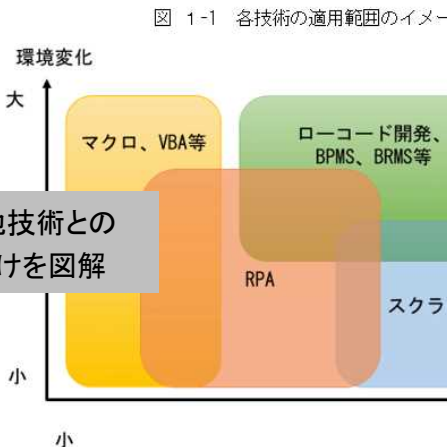 図 1-1 各技術の適用範囲のイメー
環境変化
大
マクロ、VBA等
ローコード開発、
BPMS、BRMS等
他技術との
けを図解
RPA
スクラ
小
小